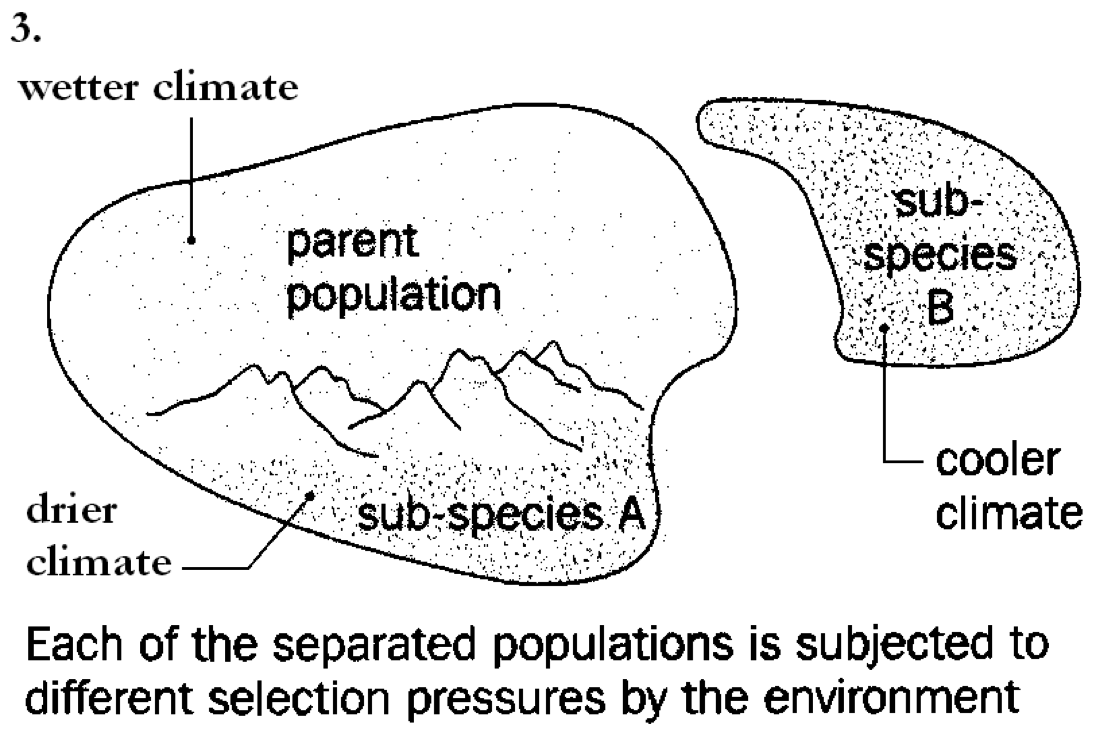 3.
wetter climate
parent
population
sub-
species
B
cooler
climate
drier
climate
sub-species A
Each of the separated populations is subjected to
different selection pressures by the environment